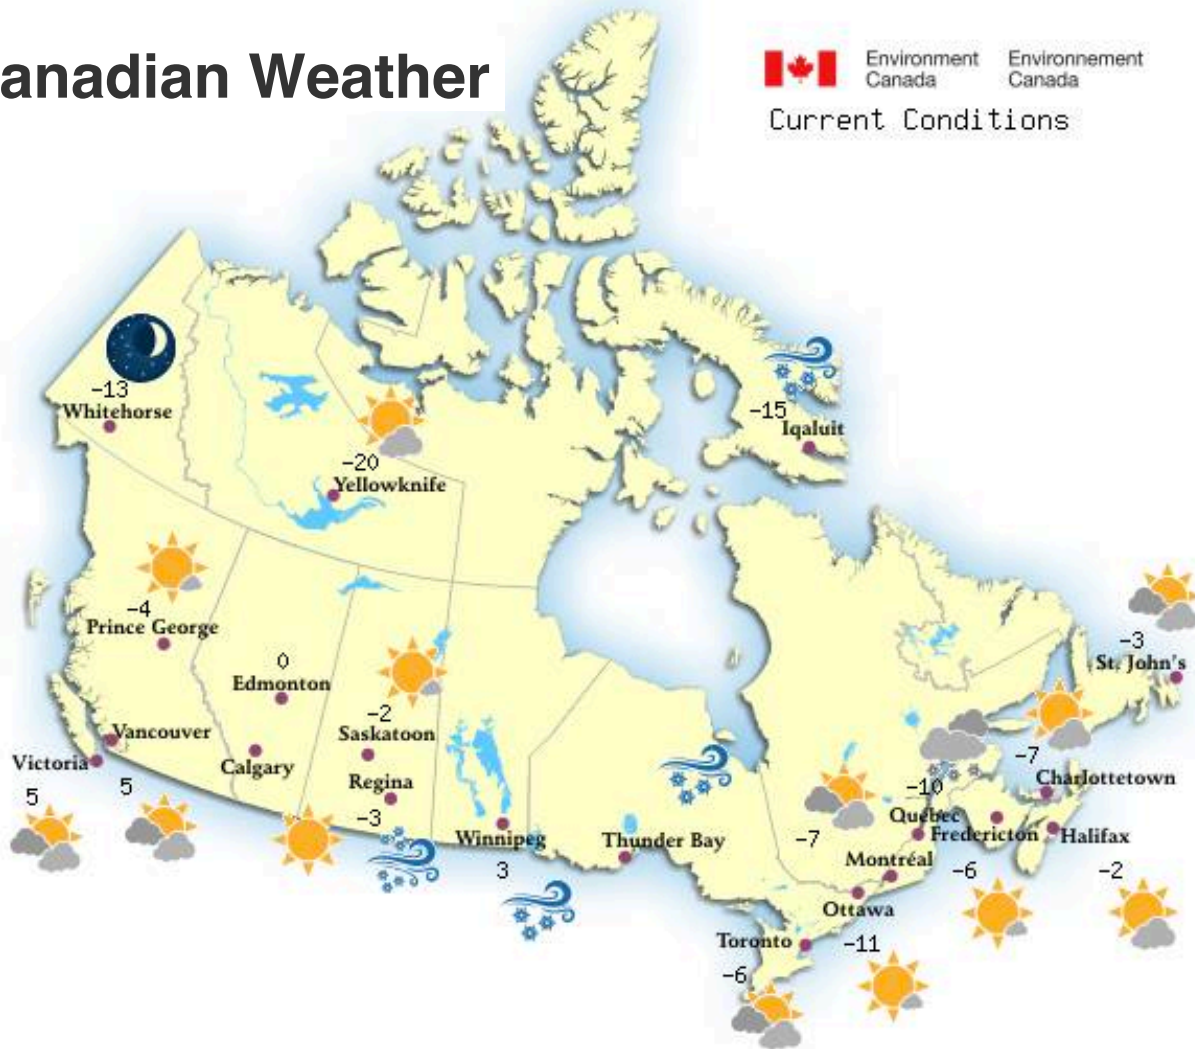 anadian Weather
Environment Environnement
Canada Canada
Current Conditions
-13
Whitehorse
-15
Iqaluit
-20
Yellowknife
-4
Prince George
0
Edmonton
-3
St. John's
-2
Saskatoon
Vancouver
Victoria
5
5
Calgary
Regina
-3
Winnipeg
3
Thunder Bay
-7
Charlottetown
-10
Québec
Fredericton
Halifax
-7
Montréal
-6
-2
Ottawa
Toronto
-11
-6